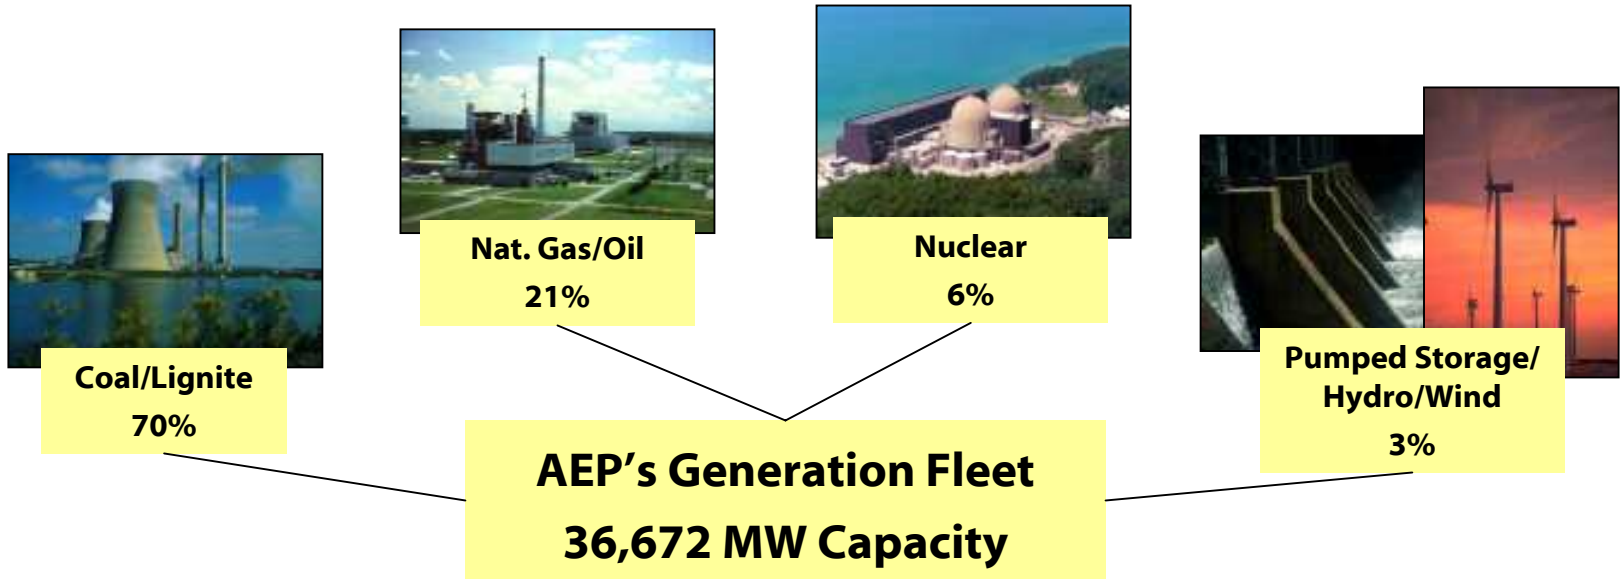 Coal/Lignite
70%
Nat. Gas/Oil
21%
Nuclear
6%
Pumped Storage/
Hydro/Wind
3%
AEP’s Generation Fleet
36,672 MW Capacity